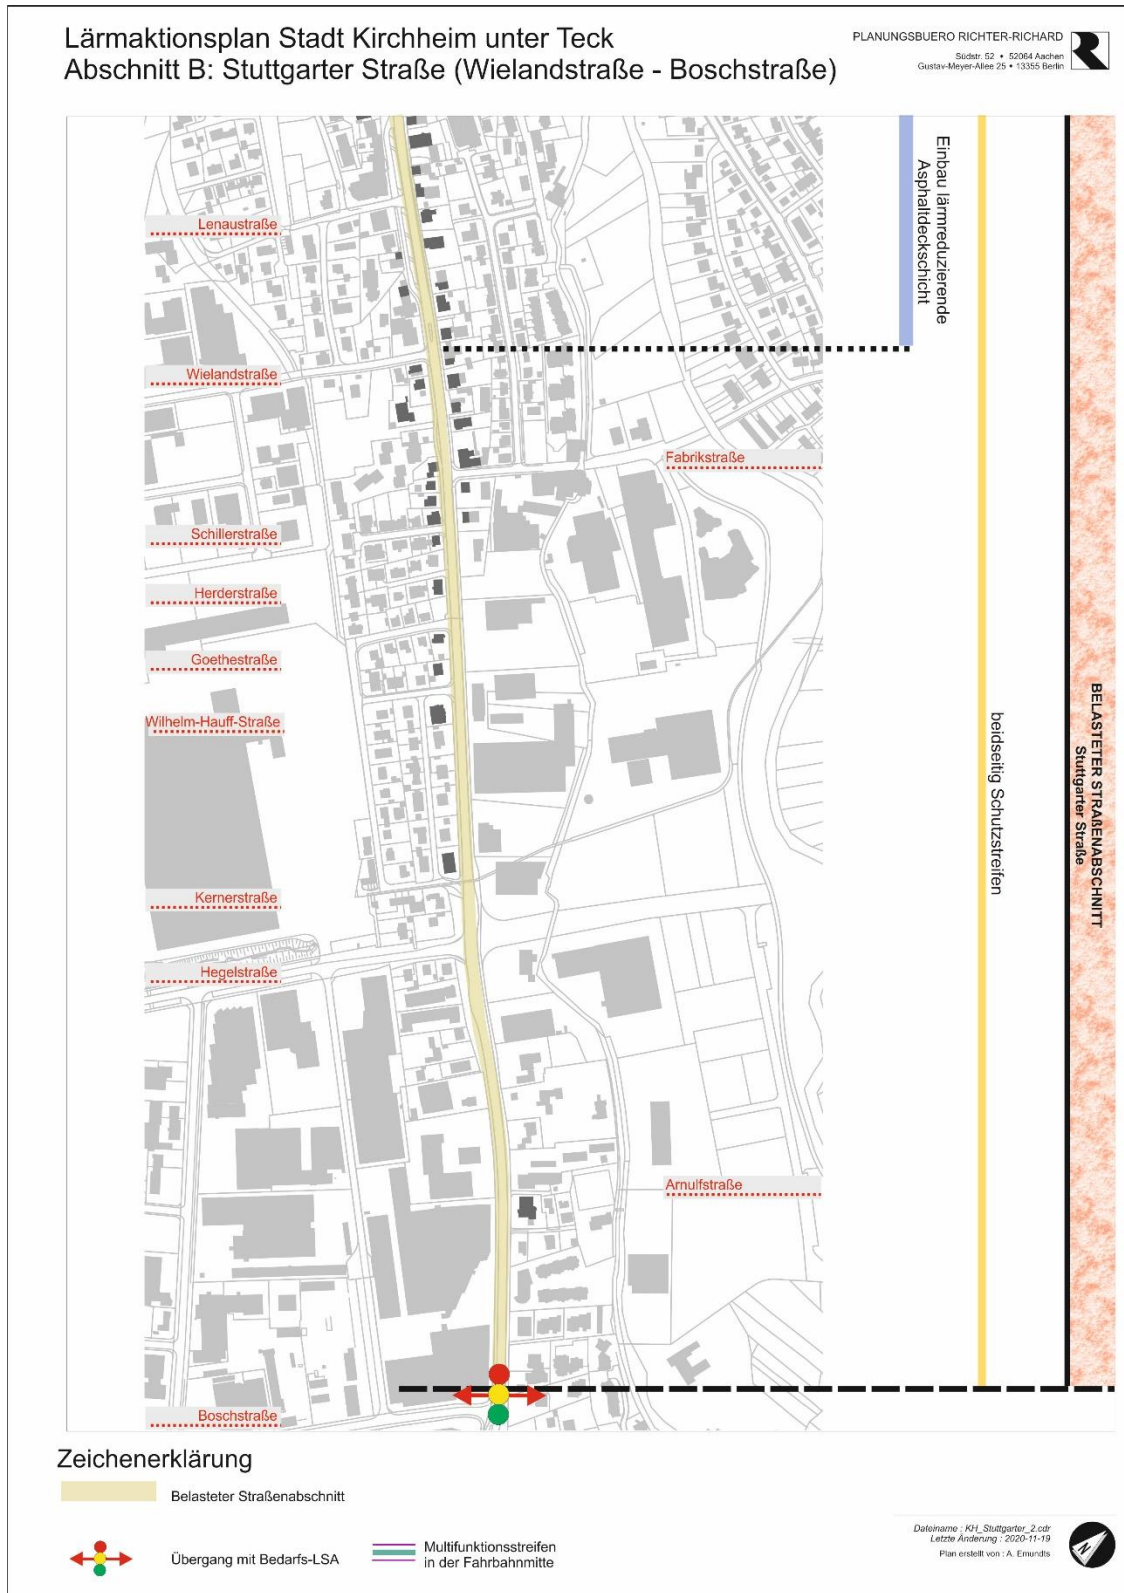 Lärmaktionsplan Stadt Kirchheim unter Teck
Abschnitt B: Stuttgarter Straße (Wielandstraße - Boschstraße)
PLANUNGSBUERO RICHTER-RICHARD
Südstr. 52 • 52064 Aachen
Gustav-Meyer-Allee 25 • 13355 Berlin
Einbau lärmreduzierende
Asphaltdeckschicht
Lenaustraße
Wielandstraße
Fabrikstraße
Schillerstraße
Herderstraße
Goethestraße
Wilhelm-Hauff-Straße
beidseitig Schutzstreifen
BELASTETER STRAßENABSCHNITT
Stuttgarter Straße
Kernerstraße
Hegelstraße
Arnulfstraße
Boschstraße
Zeichenerklärung
Belasteter Straßenabschnitt
Übergang mit Bedarfs-LSA
Multifunktionsstreifen
in der Fahrbahnmitte
Dateiname : KH_Stuttgarter_2.cdr
Letzte Änderung : 2020-11-19
Plan erstellt von : A. Emundts
N